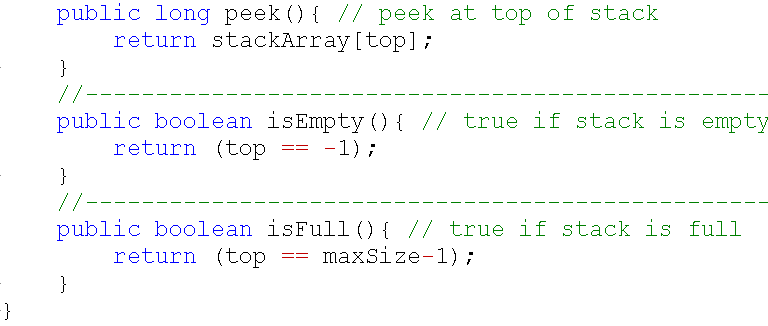 public long peek(){ // peek at top of stack
return stackArray[top];
}
//-------------------------------------------------
public boolean isEmpty(){ // true if stack is empty
return (top == -1);
}
//-------------------------------------------------
public boolean isFull(){ // true if stack is full
return (top == maxSize-1);
}
}